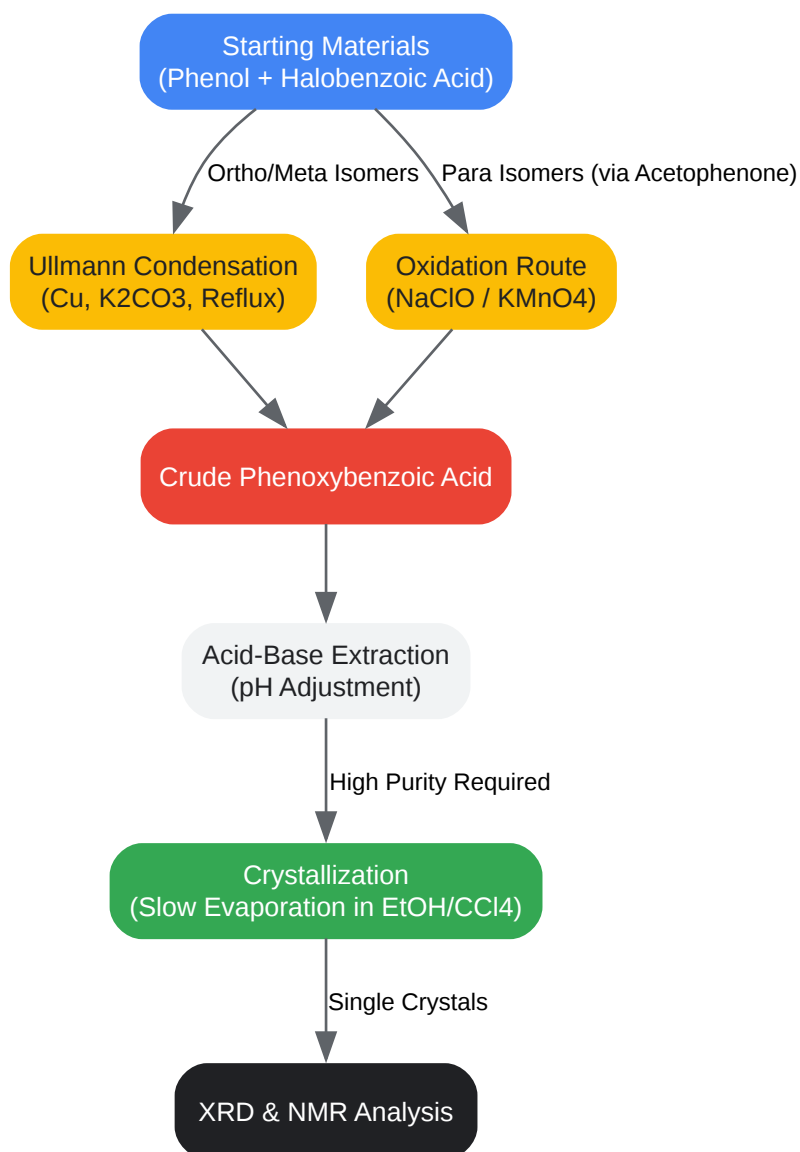 Starting Materials
(Phenol + Halobenzoic Acid)
Ortho/Meta Isomers
Para Isomers (via Acetophenone)
Ullmann Condensation
(Cu, K2CO3, Reflux)
Oxidation Route
(NaClO / KMnO4)
Crude Phenoxybenzoic Acid
Acid-Base Extraction
(pH Adjustment)
High Purity Required
Crystallization
(Slow Evaporation in EtOH/CCl4)
Single Crystals
XRD & NMR Analysis